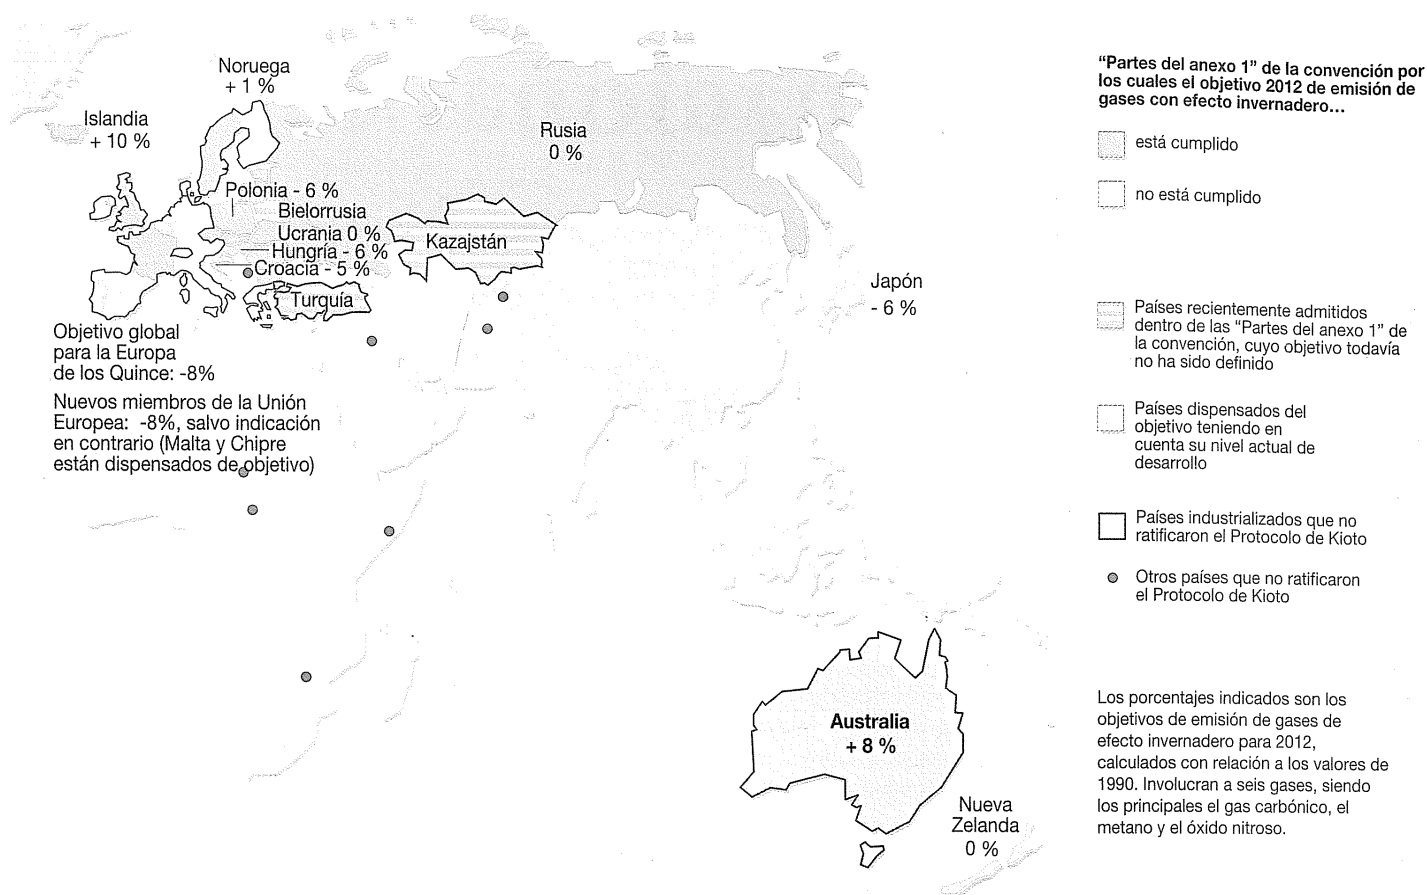 Noruega
+ 1 %
Islandia
+ 10 %
Rusia
0 %
Polonia - 6 %
Bielorrusia
Ucrania 0 %
Hungría - 6 %
Croacia - 5 %
Kazajstán
Turquía
Japón
- 6 %
Objetivo global
para la Europa
de los Quince: -8%
Nuevos miembros de la Unión
Europea: -8%, salvo indicación
en contrario (Malta y Chipre
están dispensados de objetivo)
Australia
+ 8 %
Nueva
Zelanda
0 %
“Partes del anexo 1” de la convención por
los cuales el objetivo 2012 de emisión de
gases con efecto invernadero...
está cumplido
no está cumplido
Países recientemente admitidos
dentro de las “Partes del anexo 1” de
la convención, cuyo objetivo todavía
no ha sido definido
Países dispensados del
objetivo teniendo en
cuenta su nivel actual de
desarrollo
Países industrializados que no
ratificaron el Protocolo de Kioto
Otros países que no ratificaron
el Protocolo de Kioto
Los porcentajes indicados son los
objetivos de emisión de gases de
efecto invernadero para 2012,
calculados con relación a los valores de
1990. Involucran a seis gases, siendo
los principales el gas carbónico, el
metano y el óxido nitroso.